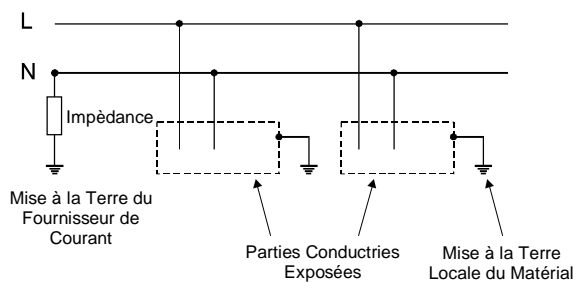 L
N
Impèdance
Mise à la Terre du
Fournisseur de
Courant
Parties Conductries
Exposées
Mise à la Terre
Locale du Matérial